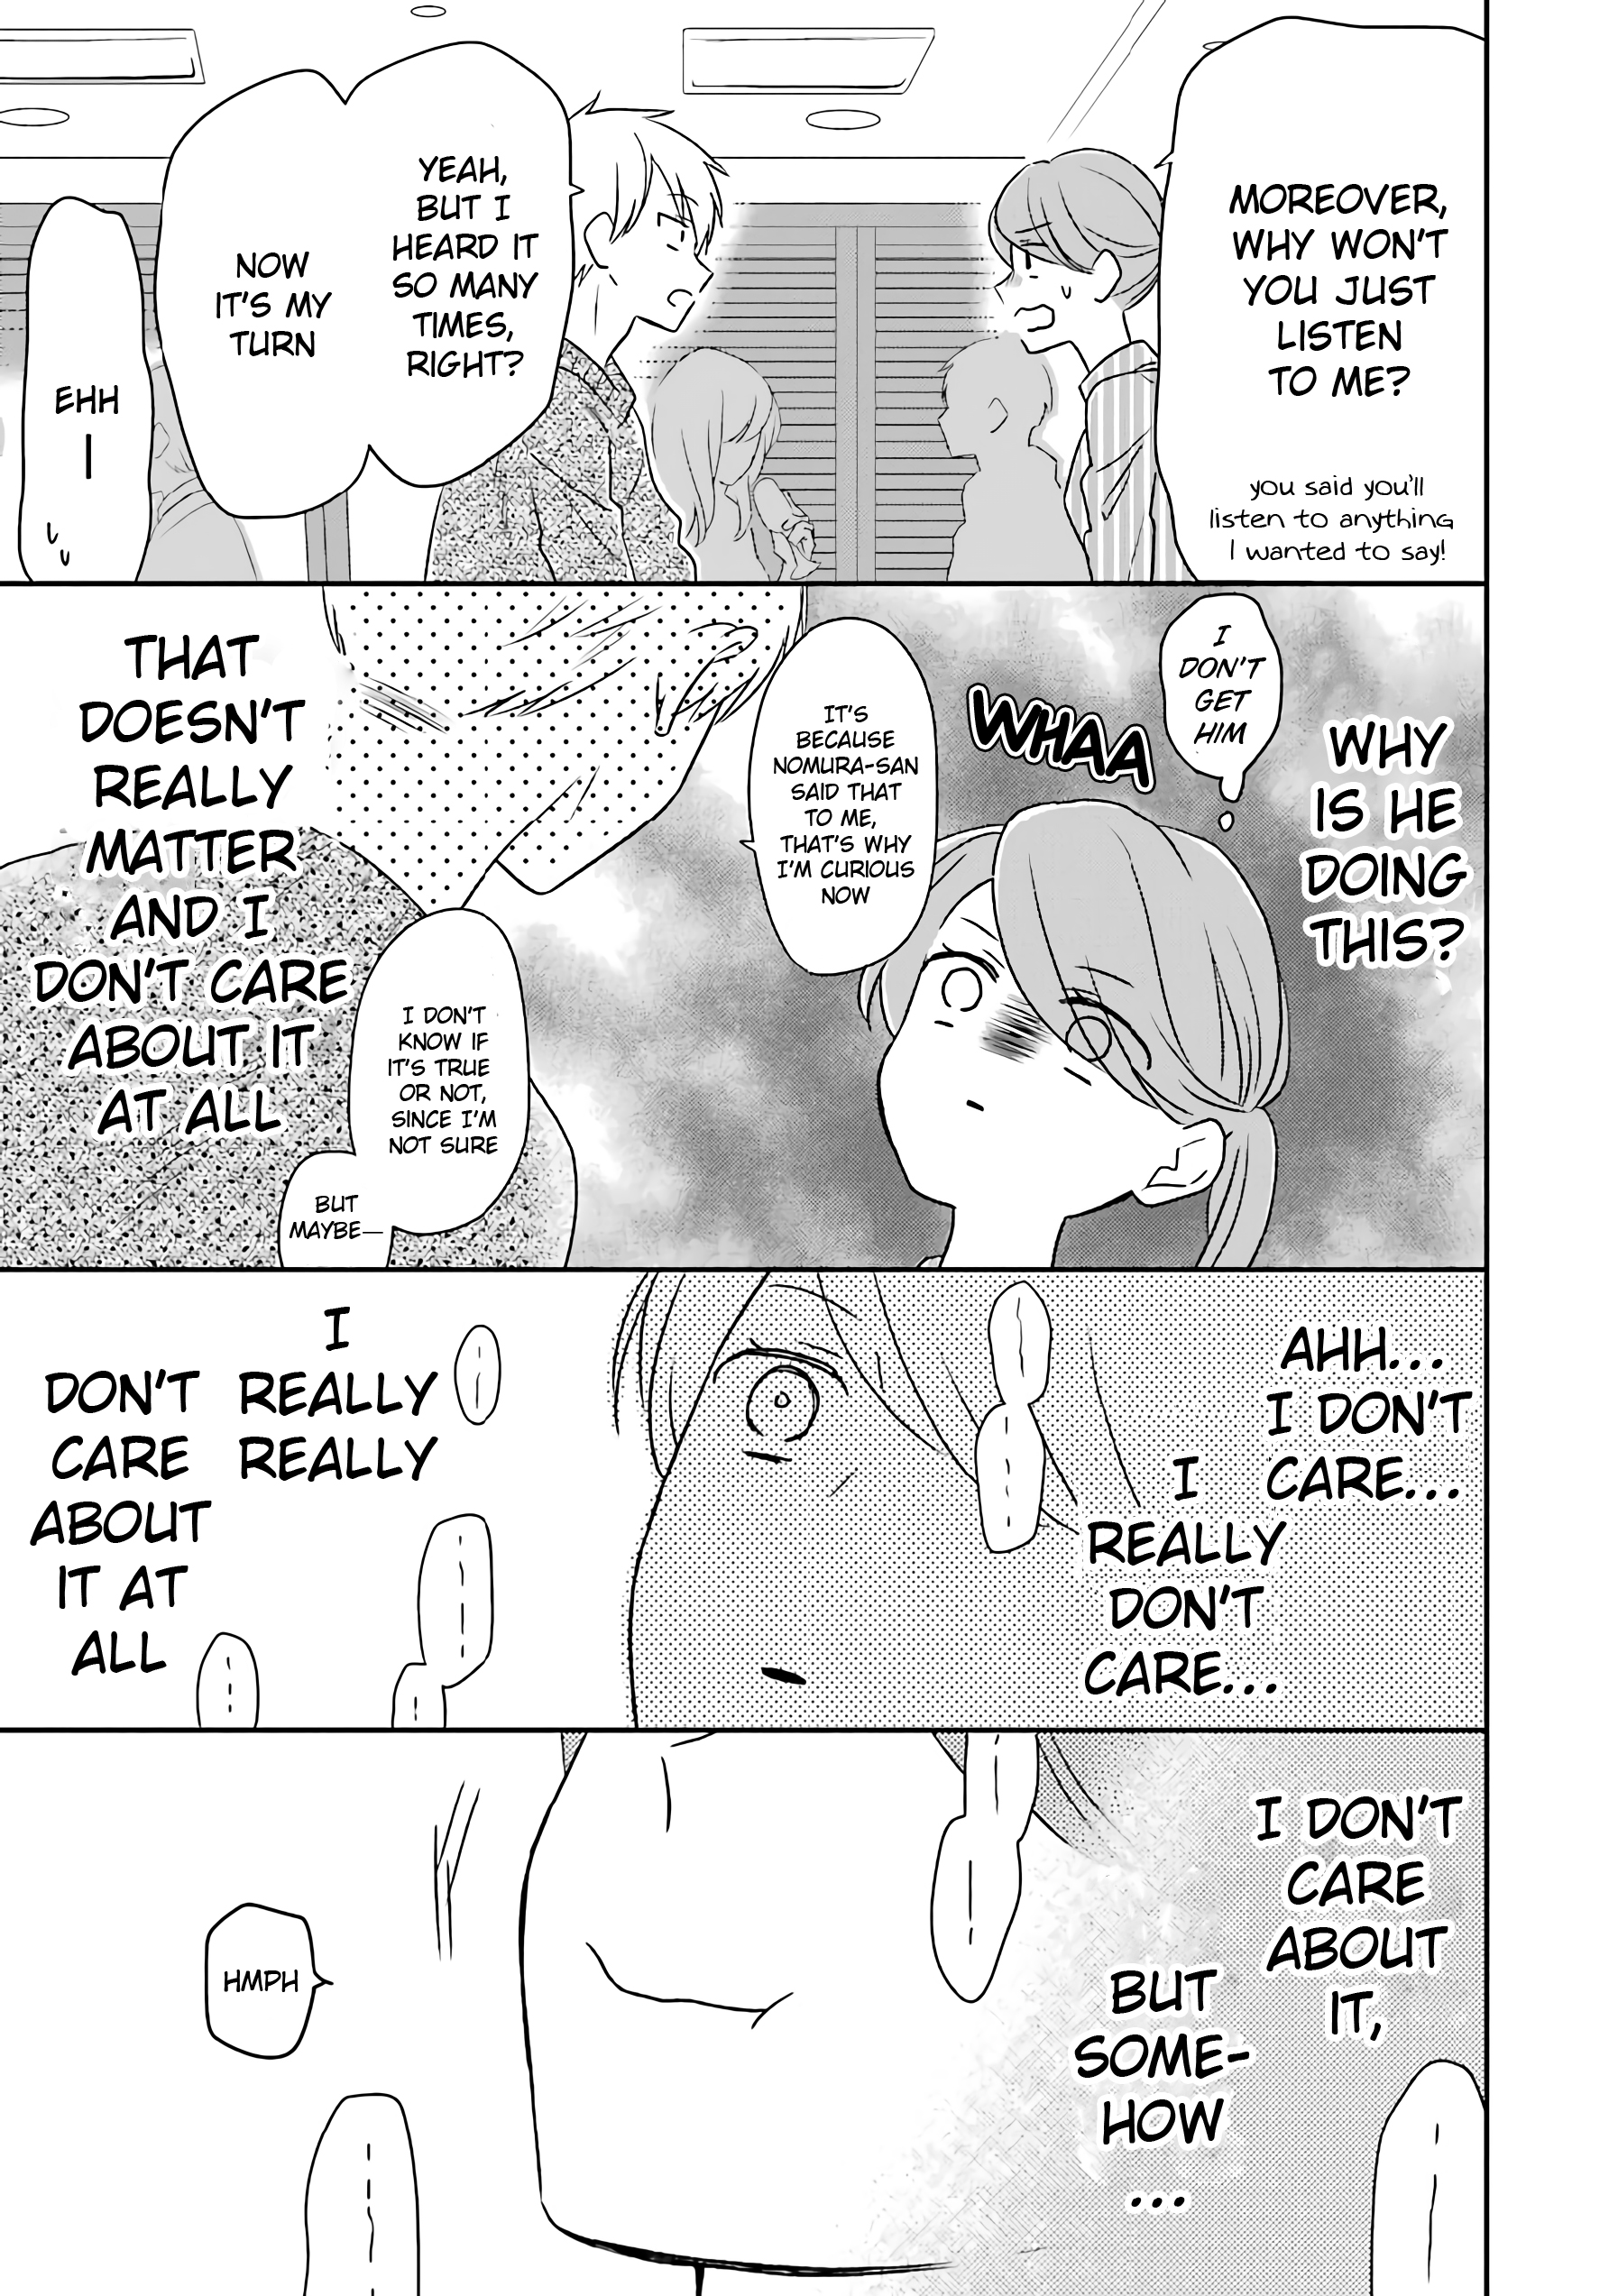 MOREOVER,
WHY WON'T
YOU JUST
LISTEN
TO ME?
you said you'll
listen to anything
I wanted to say!
YEAH,
BUT I
HEARD IT
SO MANY
TIMES,
RIGHT?
NOW
IT'S MY
TURN
EHH
I
DON'T
GET
HIM
WHY
IS HE
DOING
THIS?
WHAA
IT'S
BECAUSE
NOMURA-SAN
SAID THAT
TO ME,
THAT'S WHY
I'M CURIOUS
NOW
I DON'T
KNOW IF
IT'S TRUE
OR NOT,
SINCE I'M
NOT SURE
BUT
MAYBE—
THAT
DOESN'T
REALLY
MATTER
AND I
DON'T CARE
ABOUT IT
AT ALL
AHH...
I DON'T
CARE...
I
REALLY
DON'T
CARE...
I
REALLY
REALLY
DON'T
CARE
ABOUT
IT AT
ALL
I DON'T
CARE
ABOUT
IT,
BUT
SOME-
HOW
...
HMPH